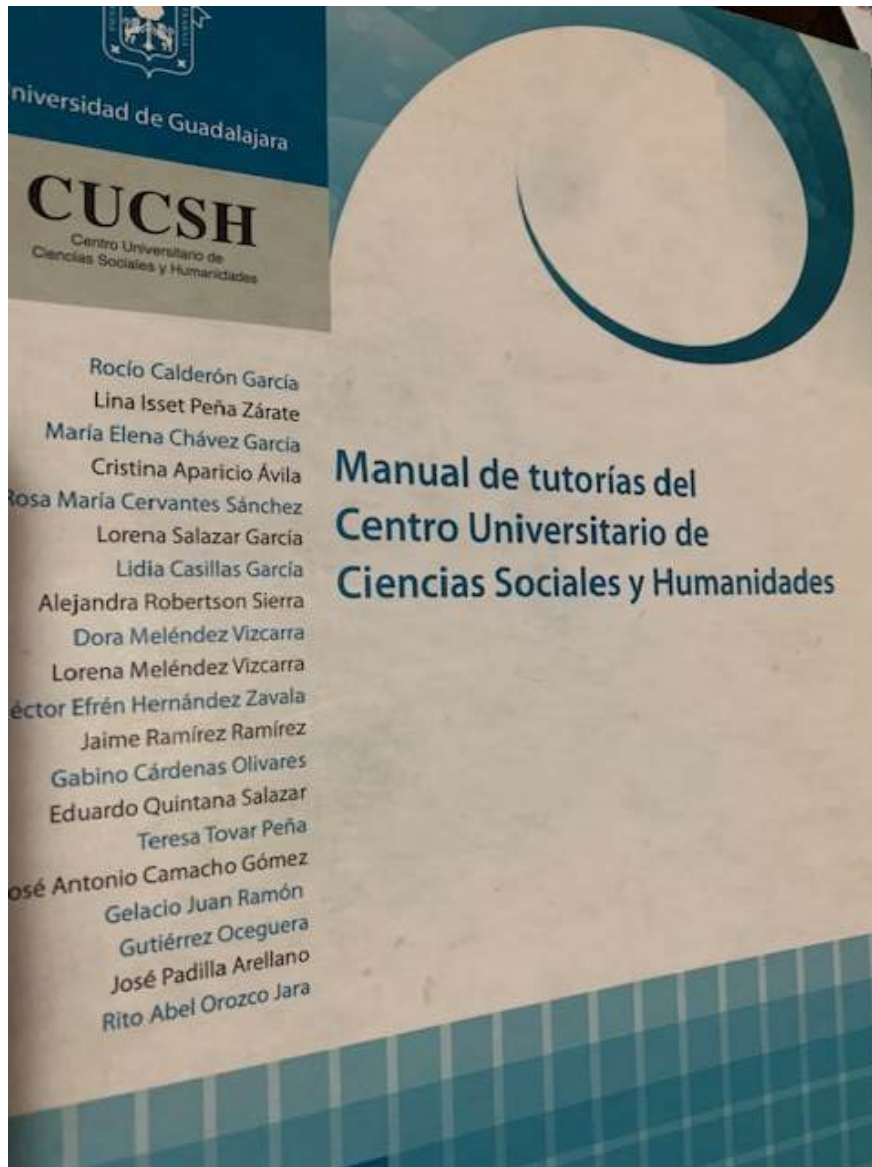 niversidad de Guadalajara
CUCSH
Centro Universitario de
Ciencias Sociales y Humanidades
Rocío Calderón García
Lina Isset Peña Zárate
María Elena Chávez García
Cristina Aparicio Ávila
Rosa María Cervantes Sánchez
Lorena Salazar García
Lidia Casillas García
Alejandra Robertson Sierra
Dora Meléndez Vizcarra
Lorena Meléndez Vizcarra
éctor Efrén Hernández Zavala
Jaime Ramírez Ramírez
Gabino Cárdenas Olivares
Eduardo Quintana Salazar
Teresa Tovar Peña
osé Antonio Camacho Gómez
Gelacio Juan Ramón
Gutiérrez Oceguera
José Padilla Arellano
Rito Abel Orozco Jara
Manual de tutorías del
Centro Universitario de
Ciencias Sociales y Humanidades